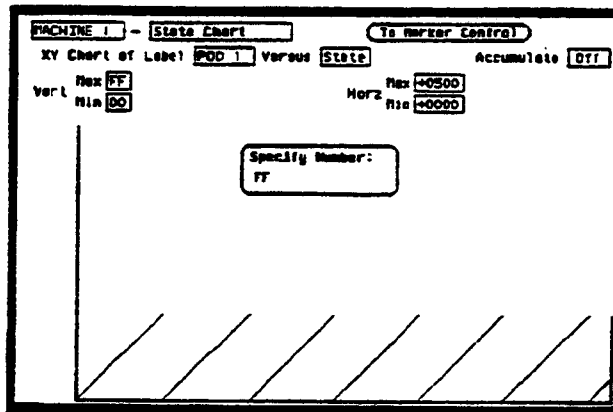 MACHINE 1 - State Chart To Marker Control
XY Chart of Label POD 1 Versus State Accumulate Off
Vert Max FF Horz Max +0500
Min 00 Min +0000
Specify Number:
FF